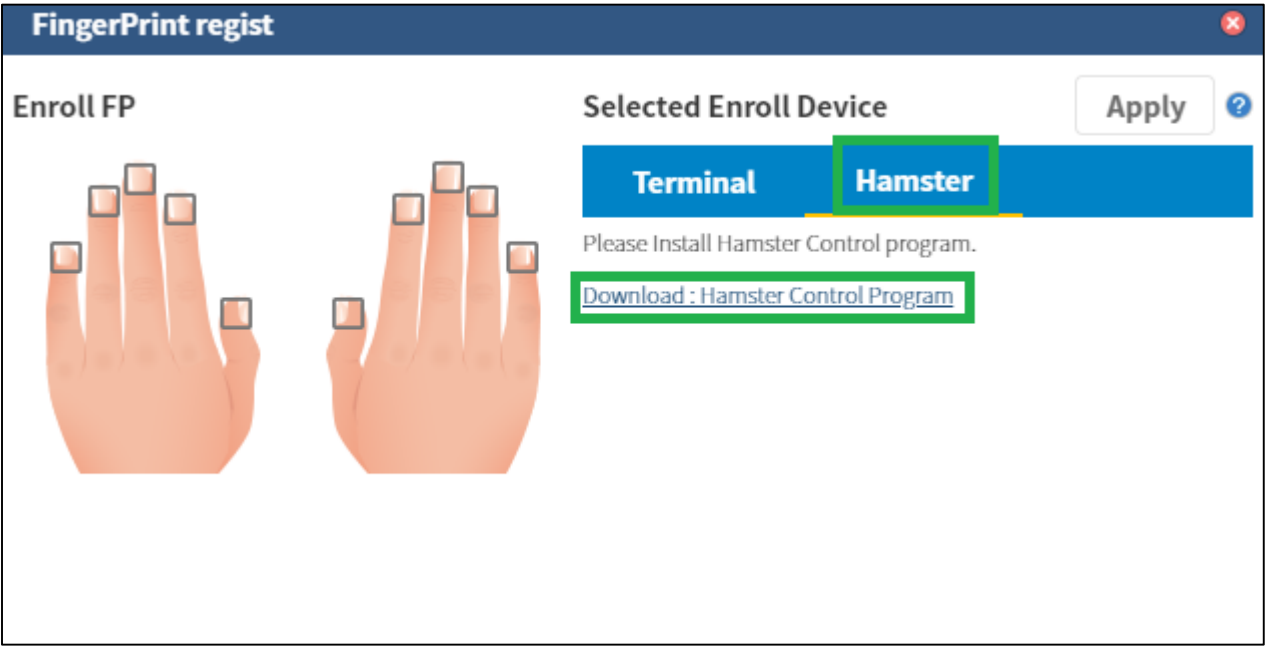 FingerPrint regist
Enroll FP
Selected Enroll Device
Apply
?
Terminal
Hamster
Please Install Hamster Control program.
Download : Hamster Control Program